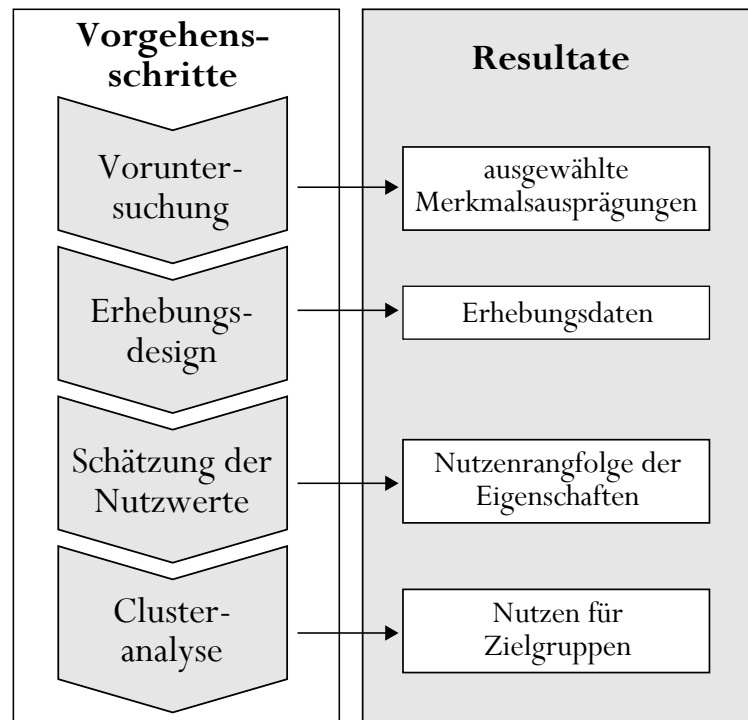 Vorgehens-
schritte
Resultate
Vorunter-
suchung
ausgewählte
Merkmalsausprägungen
Erhebungs-
design
Erhebungsdaten
Schätzung der
Nutzwerte
Nutzenrangfolge der
Eigenschaften
Cluster-
analyse
Nutzen für
Zielgruppen